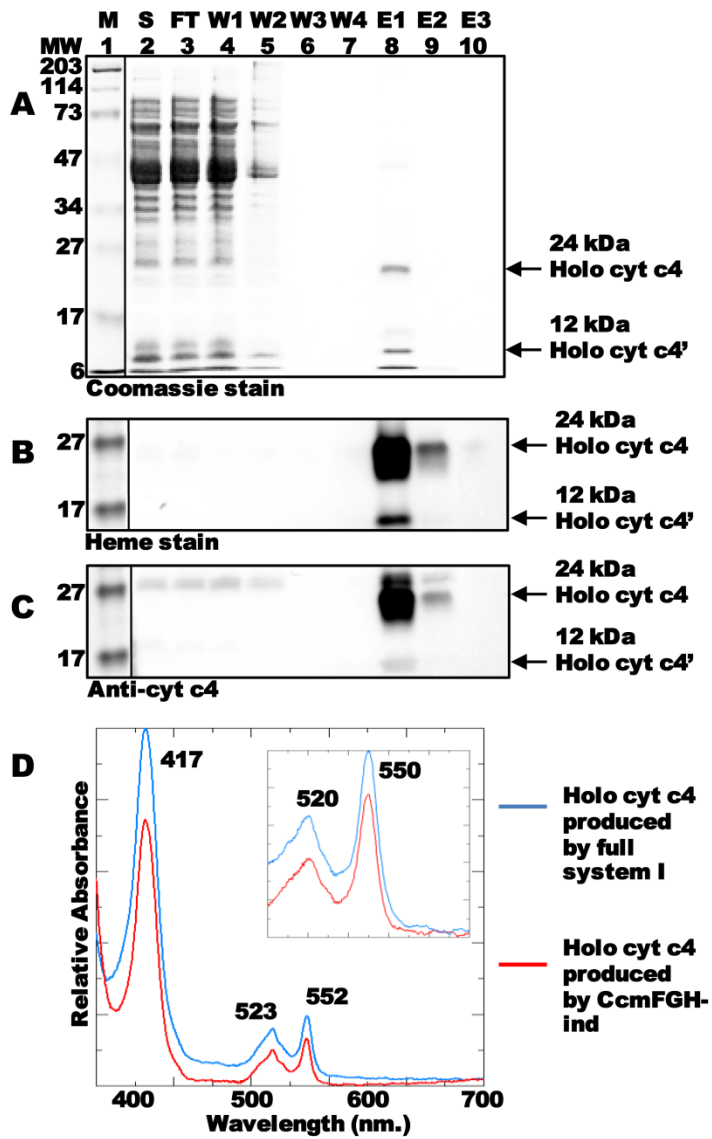 M S FT W1 W2 W3 W4 E1 E2 E3
MW 1 2 3 4 5 6 7 8 9 10
A
203
114
73
47
34
27
17
6
24 kDa
Holo cyt c4
12 kDa
Holo cyt c4’
Coomassie stain
B
27
17
24 kDa
Holo cyt c4
12 kDa
Holo cyt c4’
Heme stain
C
27
17
24 kDa
Holo cyt c4
12 kDa
Holo cyt c4’
Anti-cyt c4
D
417
520
550
523
552
Relative Absorbance
400 500 600 700
Wavelength (nm.)
Holo cyt c4
produced
by full
system I
Holo cyt c4
produced
by CcmFGH-
ind